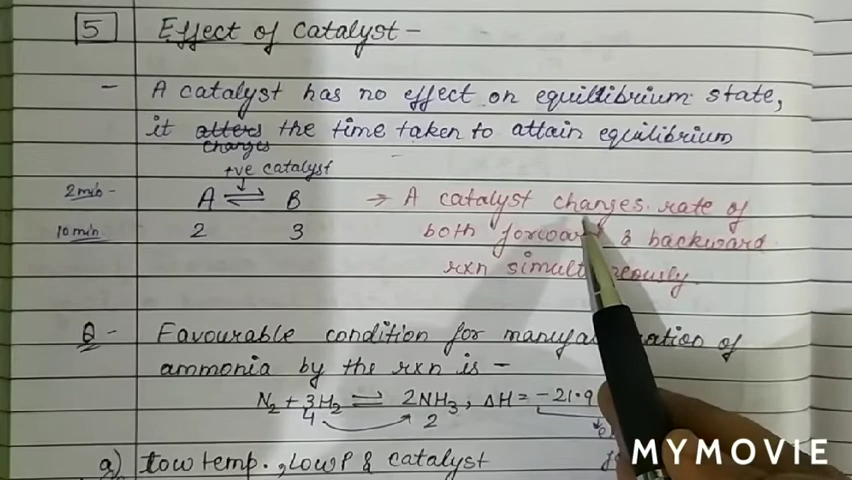 5 Effect of Catalyst -
- A catalyst has no effect on equilibrium state,
it alters the time taken to attain equilibrium
changes
+ve catalyst
2 min - A ⇌ B → A catalyst changes rate of
10 min 2 3 both forward & backward
rxn simultaneously.
Q - Favourable condition for of
ammonia by the rxn is -
N2 + 3H2 ⇌ 2NH3, ΔH = -21.9
4 2
a) low temp., Low P & catalyst
MYMOVIE